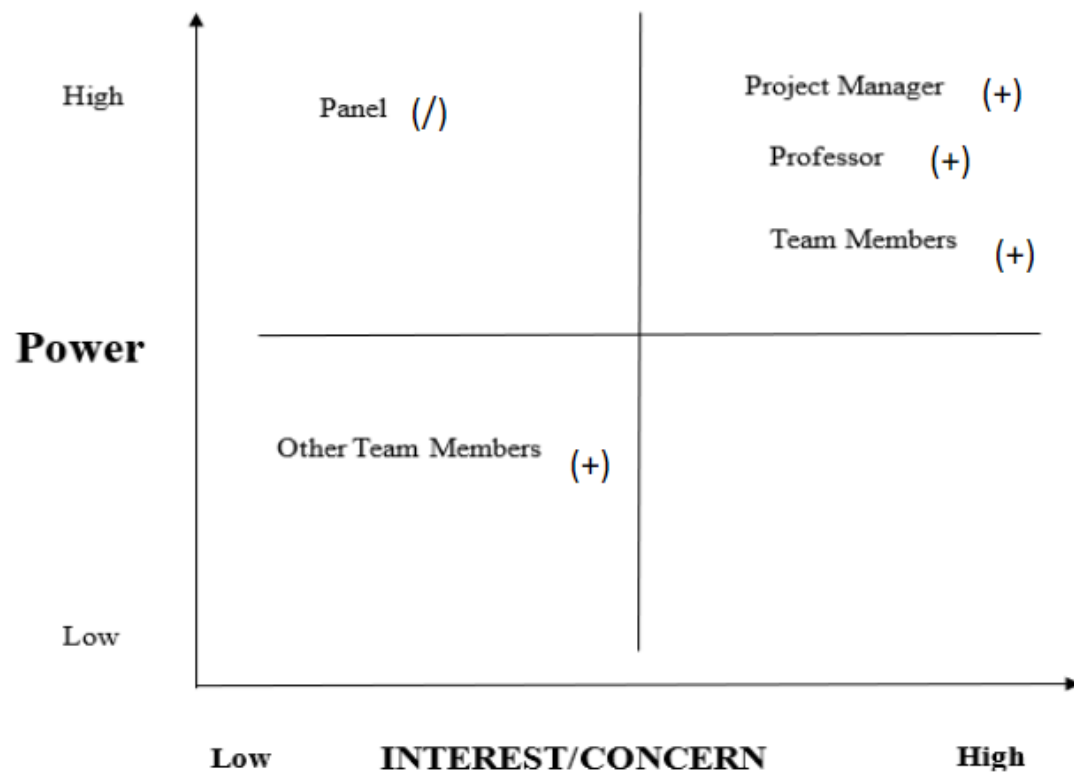 High
Panel (/)
Project Manager (+)
Professor (+)
Team Members (+)
Power
Other Team Members (+)
Low
Low INTEREST/CONCERN High